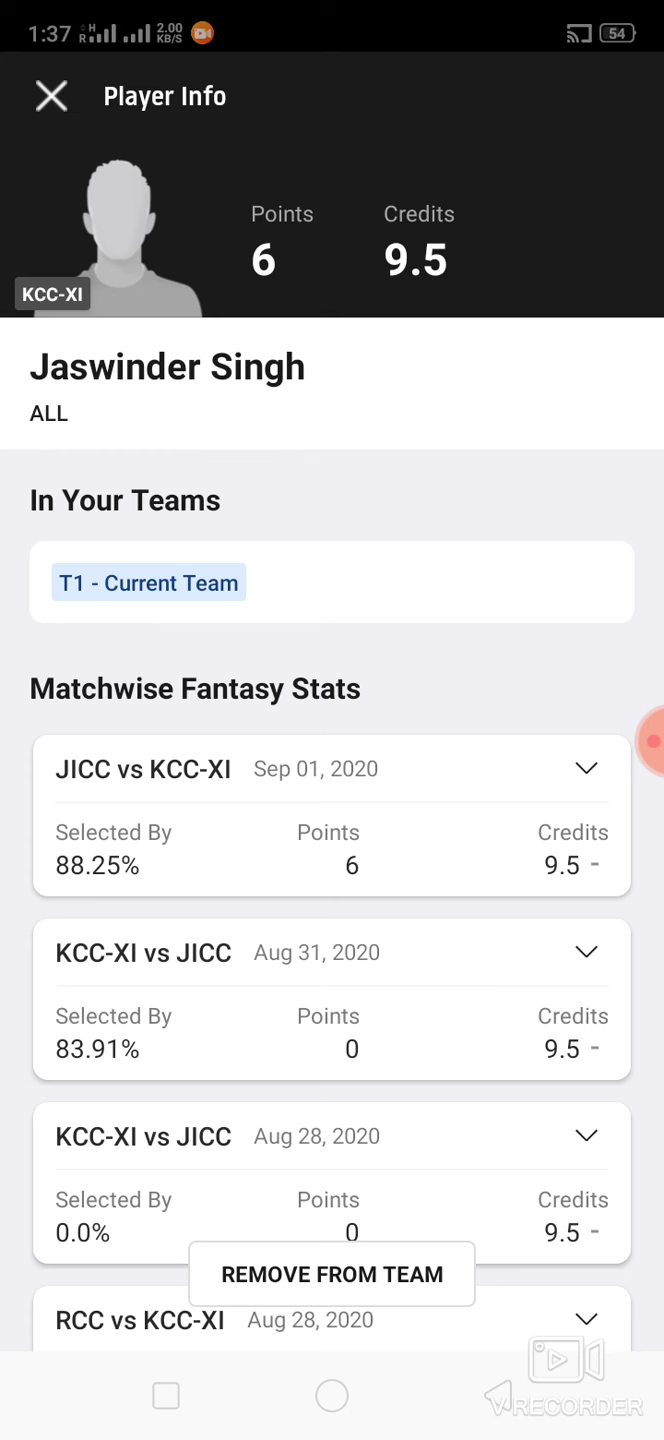 1:37 R H 2.00 KB/S 54
Player Info
Points Credits
6 9.5
KCC-XI
Jaswinder Singh
ALL
In Your Teams
T1 - Current Team
Matchwise Fantasy Stats
JICC vs KCC-XI Sep 01, 2020
Selected By Points Credits
88.25% 6 9.5 -
KCC-XI vs JICC Aug 31, 2020
Selected By Points Credits
83.91% 0 9.5 -
KCC-XI vs JICC Aug 28, 2020
Selected By Points Credits
0.0% 0 9.5 -
REMOVE FROM TEAM
RCC vs KCC-XI Aug 28, 2020
VRECORDER